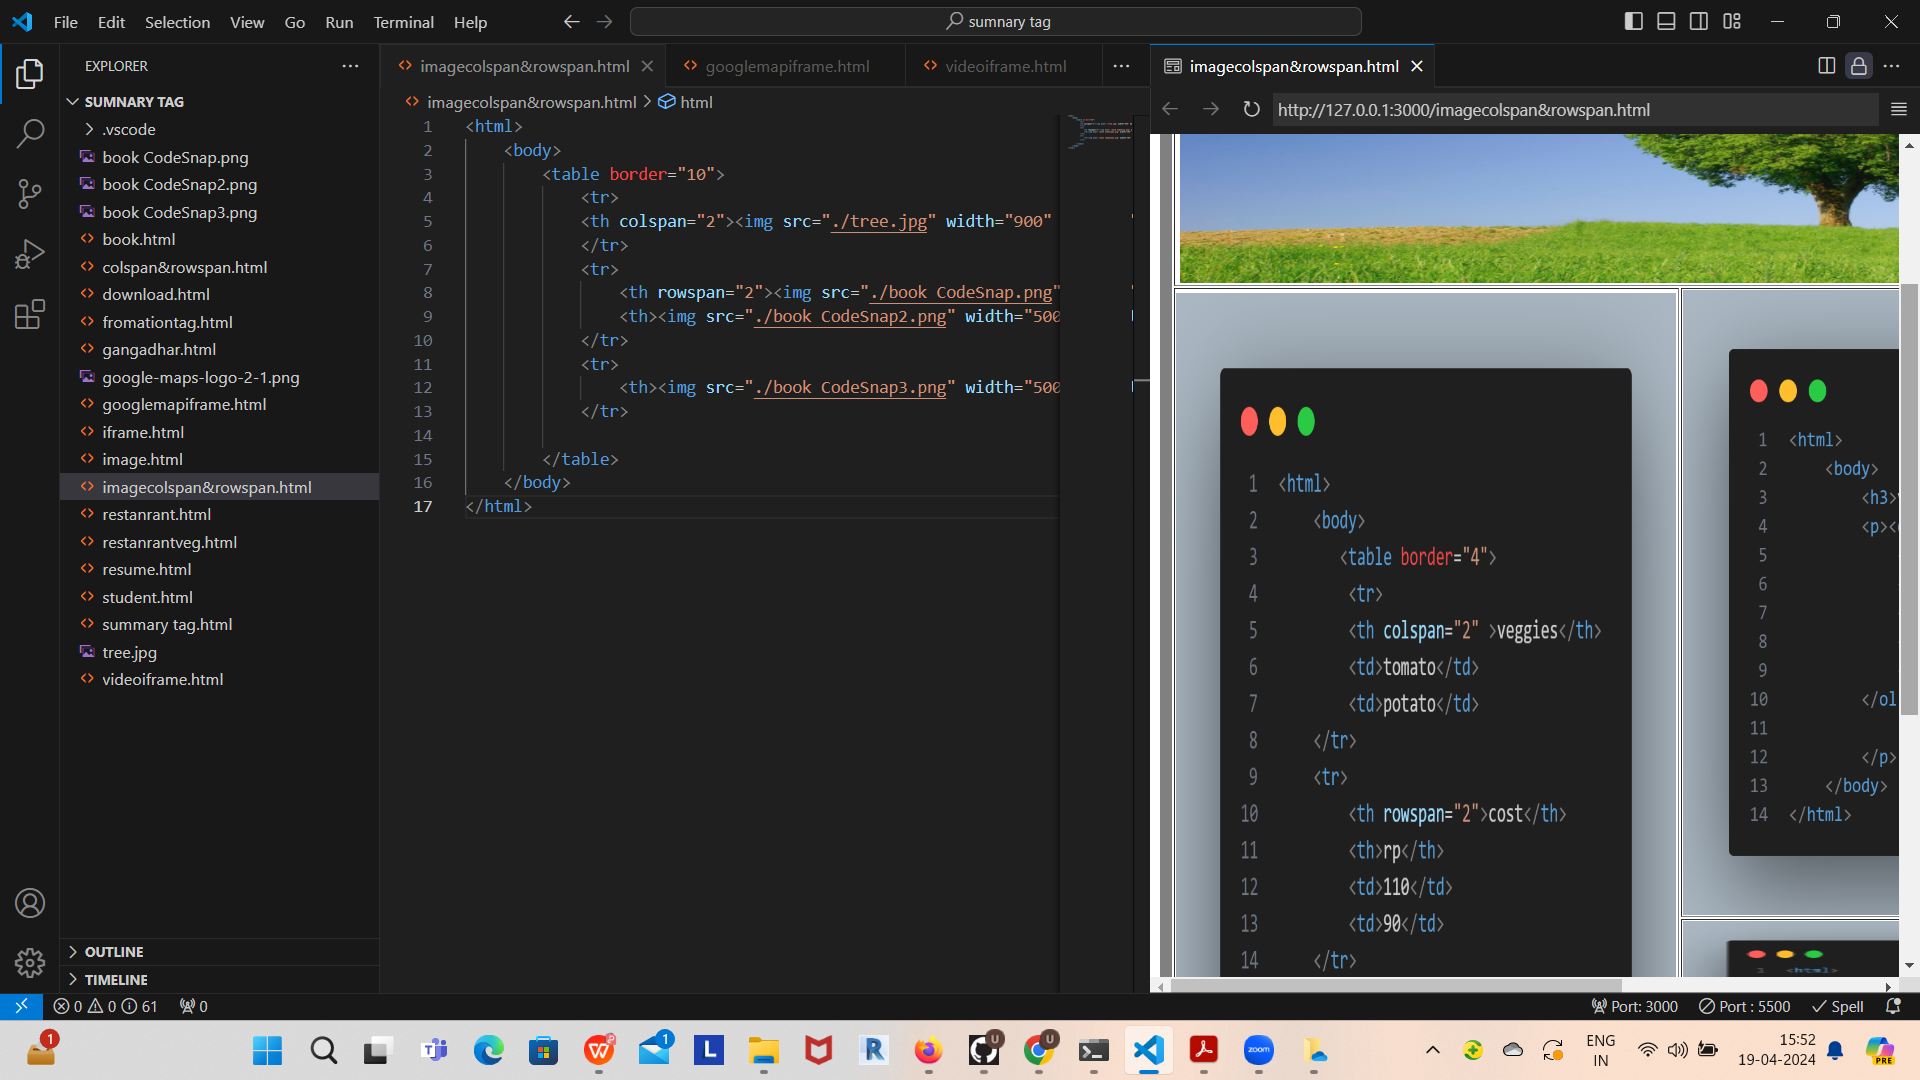 File Edit Selection View Go Run Terminal Help
sumnary tag
EXPLORER
SUMNARY TAG
.vscode
book CodeSnap.png
book CodeSnap2.png
book CodeSnap3.png
book.html
colspan&rowspan.html
download.html
fromationtag.html
gangadhar.html
google-maps-logo-2-1.png
googlemapiframe.html
iframe.html
image.html
imagecolspan&rowspan.html
restanrant.html
restanrantveg.html
resume.html
student.html
summary tag.html
tree.jpg
videoiframe.html
OUTLINE
TIMELINE
imagecolspan&rowspan.html
googlemapiframe.html
videoiframe.html
imagecolspan&rowspan.html > html
1 <html>
2 <body>
3 <table border="10">
4 <tr>
5 <th colspan="2"><img src="./tree.jpg" width="900"
6 </tr>
7 <tr>
8 <th rowspan="2"><img src="./book CodeSnap.png"
9 <th><img src="./book CodeSnap2.png" width="500
10 </tr>
11 <tr>
12 <th><img src="./book CodeSnap3.png" width="500
13 </tr>
14
15 </table>
16 </body>
17 </html>
imagecolspan&rowspan.html
http://127.0.0.1:3000/imagecolspan&rowspan.html
1 <html>
2 <body>
3 <table border="4">
4 <tr>
5 <th colspan="2" >veggies</th>
6 <td>tomato</td>
7 <td>potato</td>
8 </tr>
9 <tr>
10 <th rowspan="2">cost</th>
11 <th>rp</th>
12 <td>110</td>
13 <td>90</td>
14 </tr>
1 <html>
2 <body>
3 <h3>
4 <p><
5
6
7
8
9
10 </ol
11
12 </p>
13 </body>
14 </html>
1 <html>
0 0 61 0
Port: 3000 Port : 5500 Spell
1
1
L
R
U
U
zoom
ENG
IN
15:52
19-04-2024
PRE